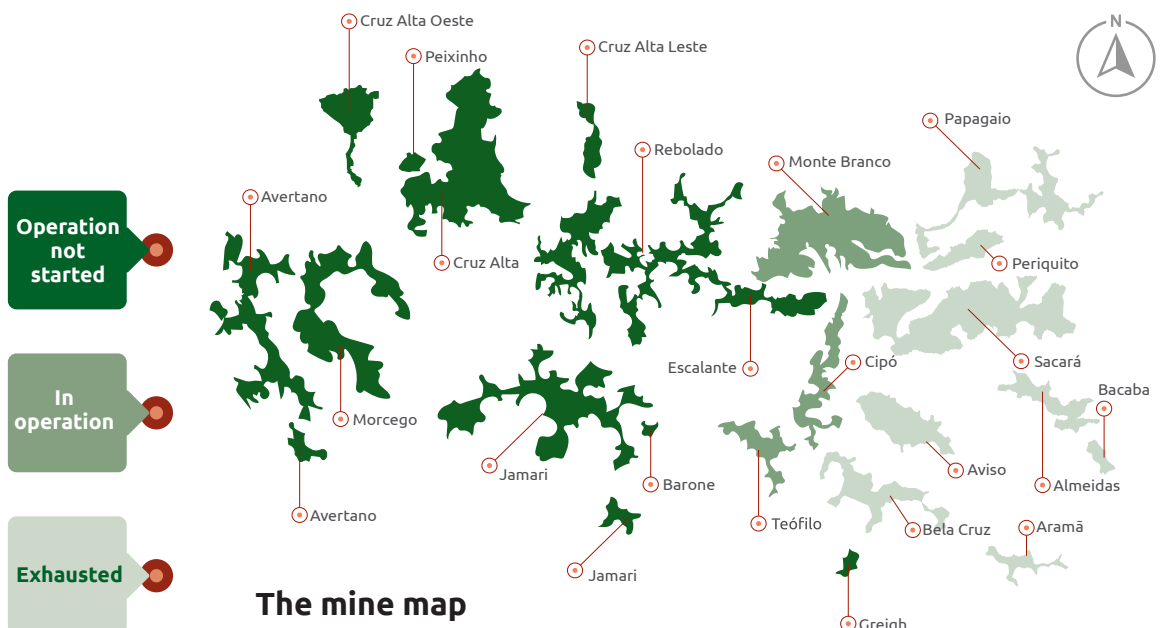 Cruz Alta Oeste
N
Peixinho
Cruz Alta Leste
Papagaio
Rebolado
Monte Branco
Avertano
Operation
not
started
Cruz Alta
Periquito
Escalante
Cipó
Sacará
Bacaba
In
operation
Morcego
Jamari
Barone
Aviso
Almeidas
Avertano
Teófilo
Bela Cruz
Aramã
Exhausted
Jamari
The mine map
Greigh